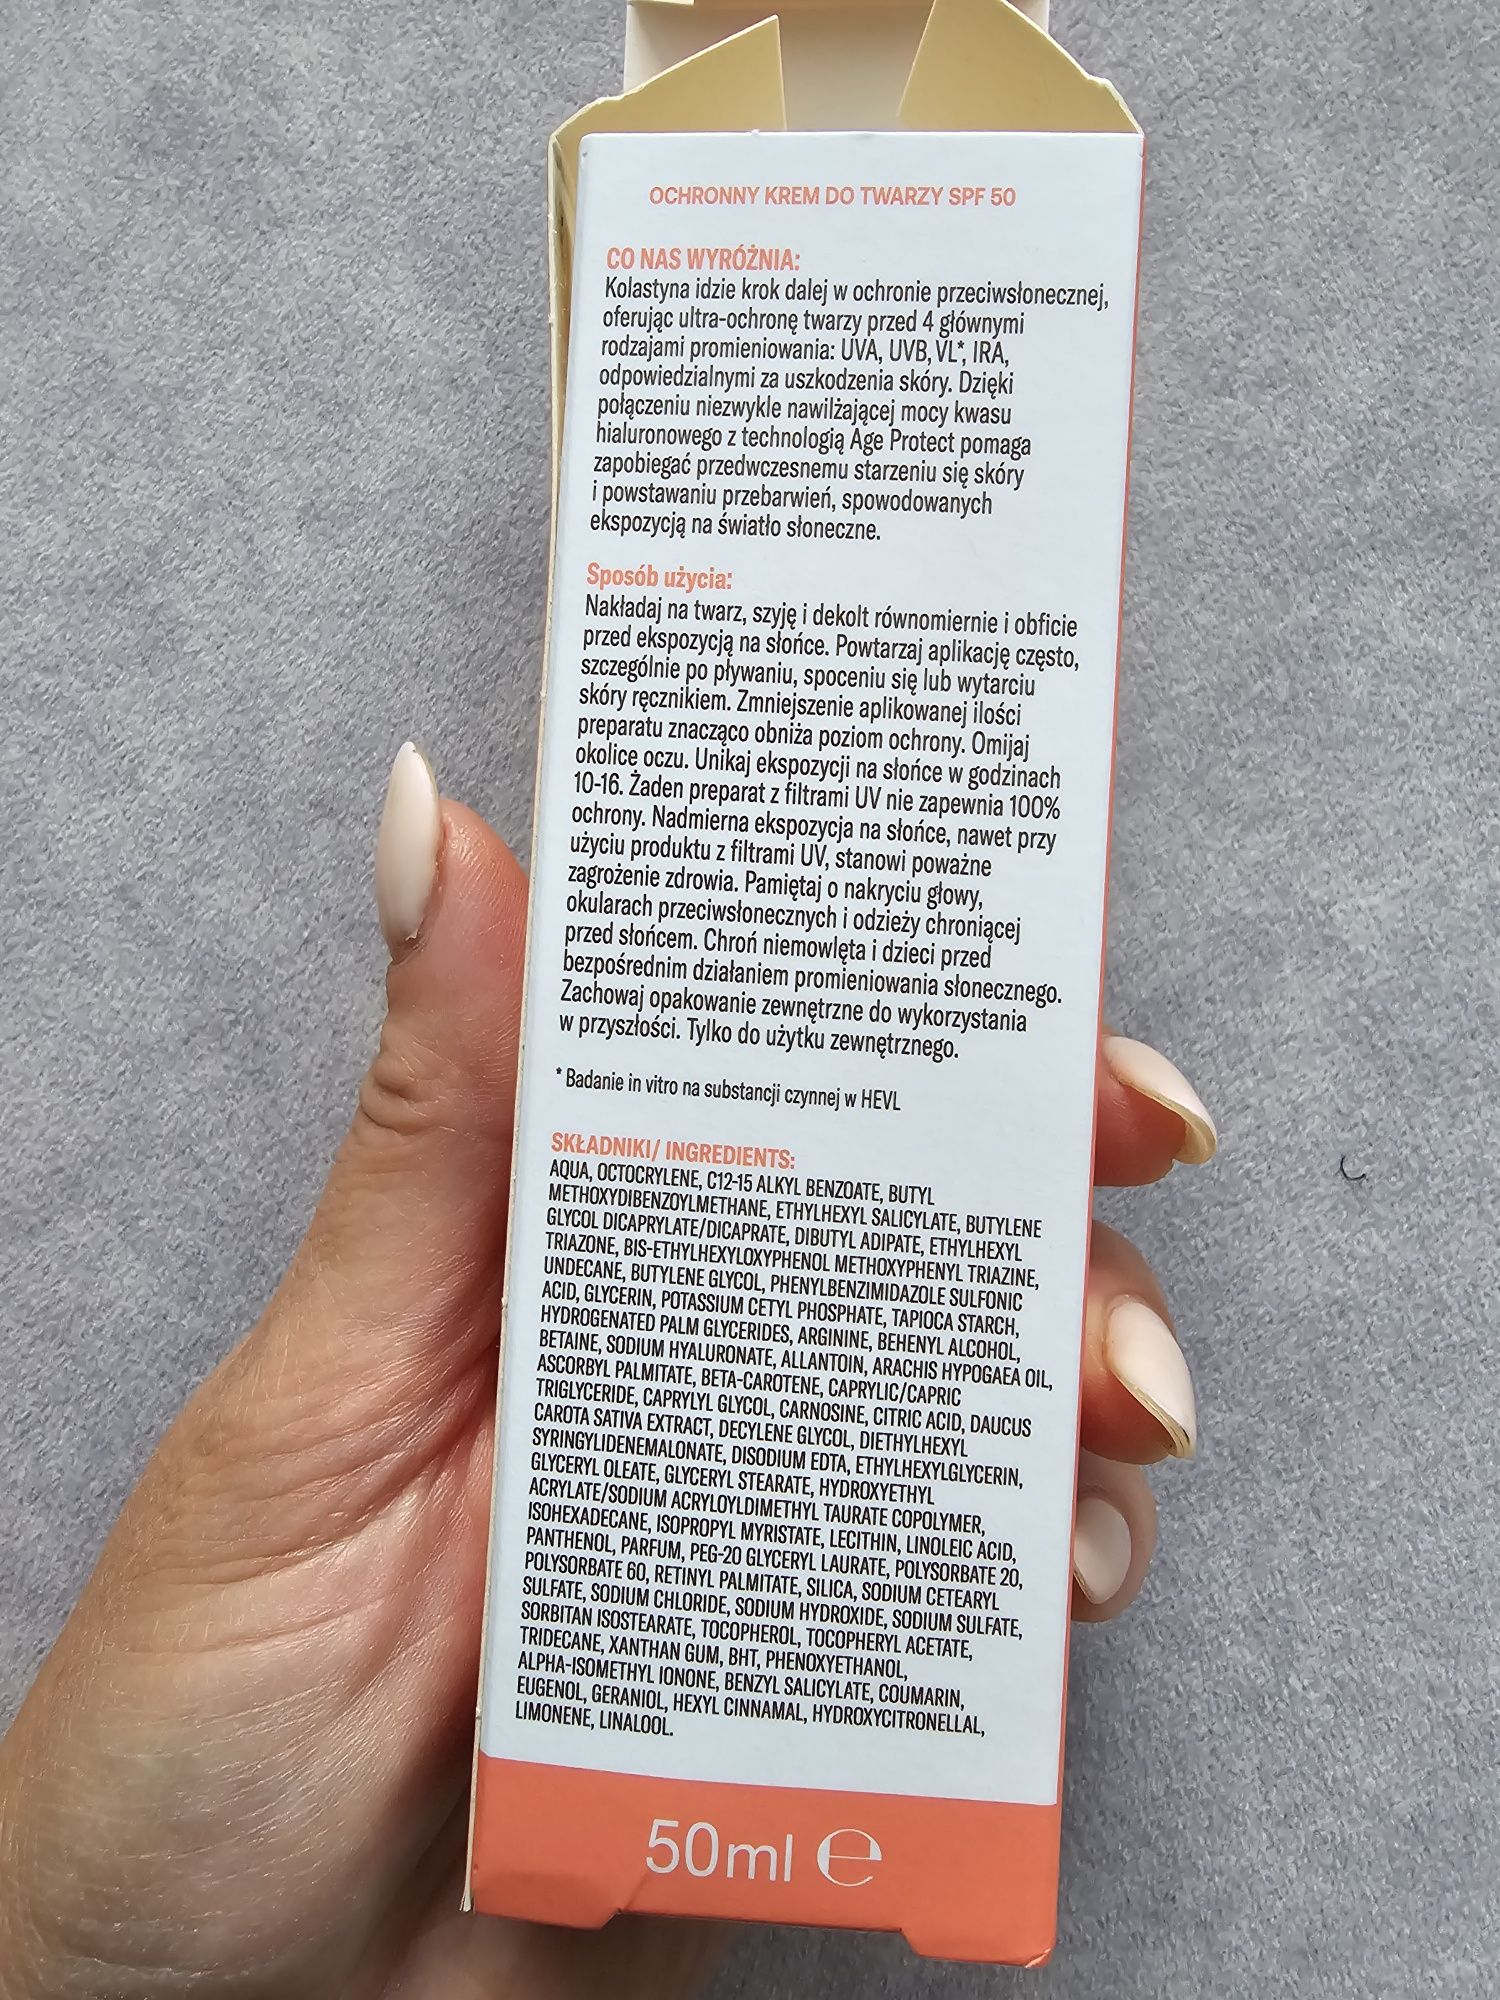 OCHRONNY KREM DO TWARZY SPF 50
CO NAS WYRÓŻNIA:
Kolastyna idzie krok dalej w ochronie przeciwsłonecznej,
oferując ultra-ochronę twarzy przed 4 głównymi
rodzajami promieniowania: UVA, UVB, VL*, IRA,
odpowiedzialnymi za uszkodzenia skóry. Dzięki
połączeniu niezwykle nawilżającej mocy kwasu
hialuronowego z technologią Age Protect pomaga
zapobiegać przedwczesnemu starzeniu się skóry
i powstawaniu przebarwień, spowodowanych
ekspozycją na światło słoneczne.
Sposób użycia:
Nakładaj na twarz, szyję i dekolt równomiernie i obficie
przed ekspozycją na słońce. Powtarzaj aplikację często,
szczególnie po pływaniu, spoceniu się lub wytarciu
skóry ręcznikiem. Zmniejszenie aplikowanej ilości
preparatu znacząco obniża poziom ochrony. Omijaj
okolice oczu. Unikaj ekspozycji na słońce w godzinach
10-16. Żaden preparat z filtrami UV nie zapewnia 100%
ochrony. Nadmierna ekspozycja na słońce, nawet przy
użyciu produktu z filtrami UV, stanowi poważne
zagrożenie zdrowia. Pamiętaj o nakryciu głowy,
okularach przeciwsłonecznych i odzieży chroniącej
przed słońcem. Chroń niemowlęta i dzieci przed
bezpośrednim działaniem promieniowania słonecznego.
Zachowaj opakowanie zewnętrzne do wykorzystania
w przyszłości. Tylko do użytku zewnętrznego.
* Badanie in vitro na substancji czynnej w HEVL
SKŁADNIKI/ INGREDIENTS:
AQUA, OCTOCRYLENE, C12-15 ALKYL BENZOATE, BUTYL
METHOXYDIBENZOYLMETHANE, ETHYLHEXYL SALICYLATE, BUTYLENE
GLYCOL DICAPRYLATE/DICAPRATE, DIBUTYL ADIPATE, ETHYLHEXYL
TRIAZONE, BIS-ETHYLHEXYLOXYPHENOL METHOXYPHENYL TRIAZINE,
UNDECANE, BUTYLENE GLYCOL, PHENYLBENZIMIDAZOLE SULFONIC
ACID, GLYCERIN, POTASSIUM CETYL PHOSPHATE, TAPIOCA STARCH,
HYDROGENATED PALM GLYCERIDES, ARGININE, BEHENYL ALCOHOL,
BETAINE, SODIUM HYALURONATE, ALLANTOIN, ARACHIS HYPOGAEA OIL,
ASCORBYL PALMITATE, BETA-CAROTENE, CAPRYLIC/CAPRIC
TRIGLYCERIDE, CAPRYLYL GLYCOL, CARNOSINE, CITRIC ACID, DAUCUS
CAROTA SATIVA EXTRACT, DECYLENE GLYCOL, DIETHYLHEXYL
SYRINGYLIDENEMALONATE, DISODIUM EDTA, ETHYLHEXYLGLYCERIN,
GLYCERYL OLEATE, GLYCERYL STEARATE, HYDROXYETHYL
ACRYLATE/SODIUM ACRYLOYLDIMETHYL TAURATE COPOLYMER,
ISOHEXADECANE, ISOPROPYL MYRISTATE, LECITHIN, LINOLEIC ACID,
PANTHENOL, PARFUM, PEG-20 GLYCERYL LAURATE, POLYSORBATE 20,
POLYSORBATE 60, RETINYL PALMITATE, SILICA, SODIUM CETEARYL
SULFATE, SODIUM CHLORIDE, SODIUM HYDROXIDE, SODIUM SULFATE,
SORBITAN ISOSTEARATE, TOCOPHEROL, TOCOPHERYL ACETATE,
TRIDECANE, XANTHAN GUM, BHT, PHENOXYETHANOL,
ALPHA-ISOMETHYL IONONE, BENZYL SALICYLATE, COUMARIN,
EUGENOL, GERANIOL, HEXYL CINNAMAL, HYDROXYCITRONELLAL,
LIMONENE, LINALOOL.
50ml ℮